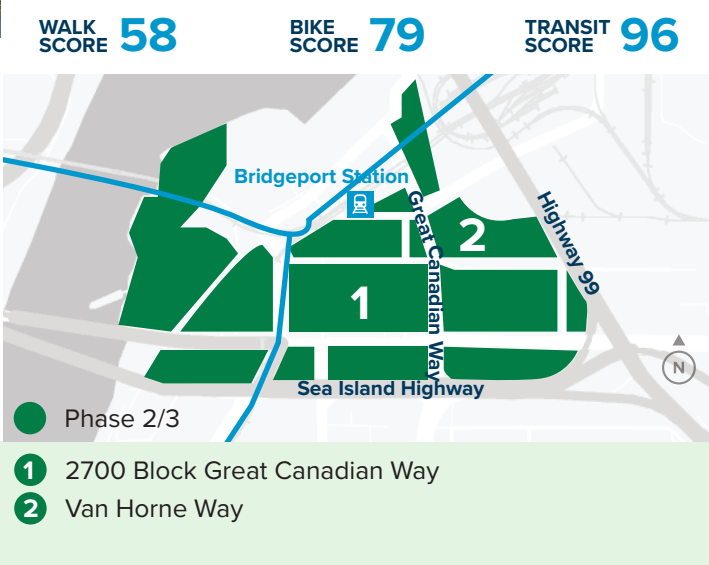 WALK SCORE 58
BIKE SCORE 79
TRANSIT SCORE 96
Bridgeport Station
Great Canadian Way
2
Highway 99
1
N
Sea Island Highway
Phase 2/3
1 2700 Block Great Canadian Way
2 Van Horne Way